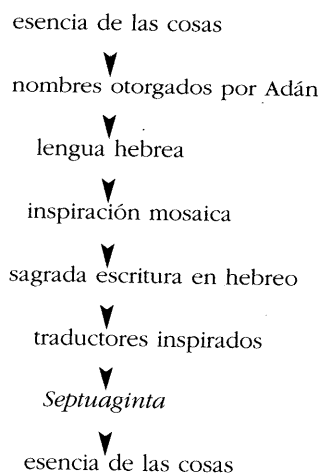 esencia de las cosas
nombres otorgados por Adán
lengua hebrea
inspiración mosaica
sagrada escritura en hebreo
traductores inspirados
Septuaginta
esencia de las cosas